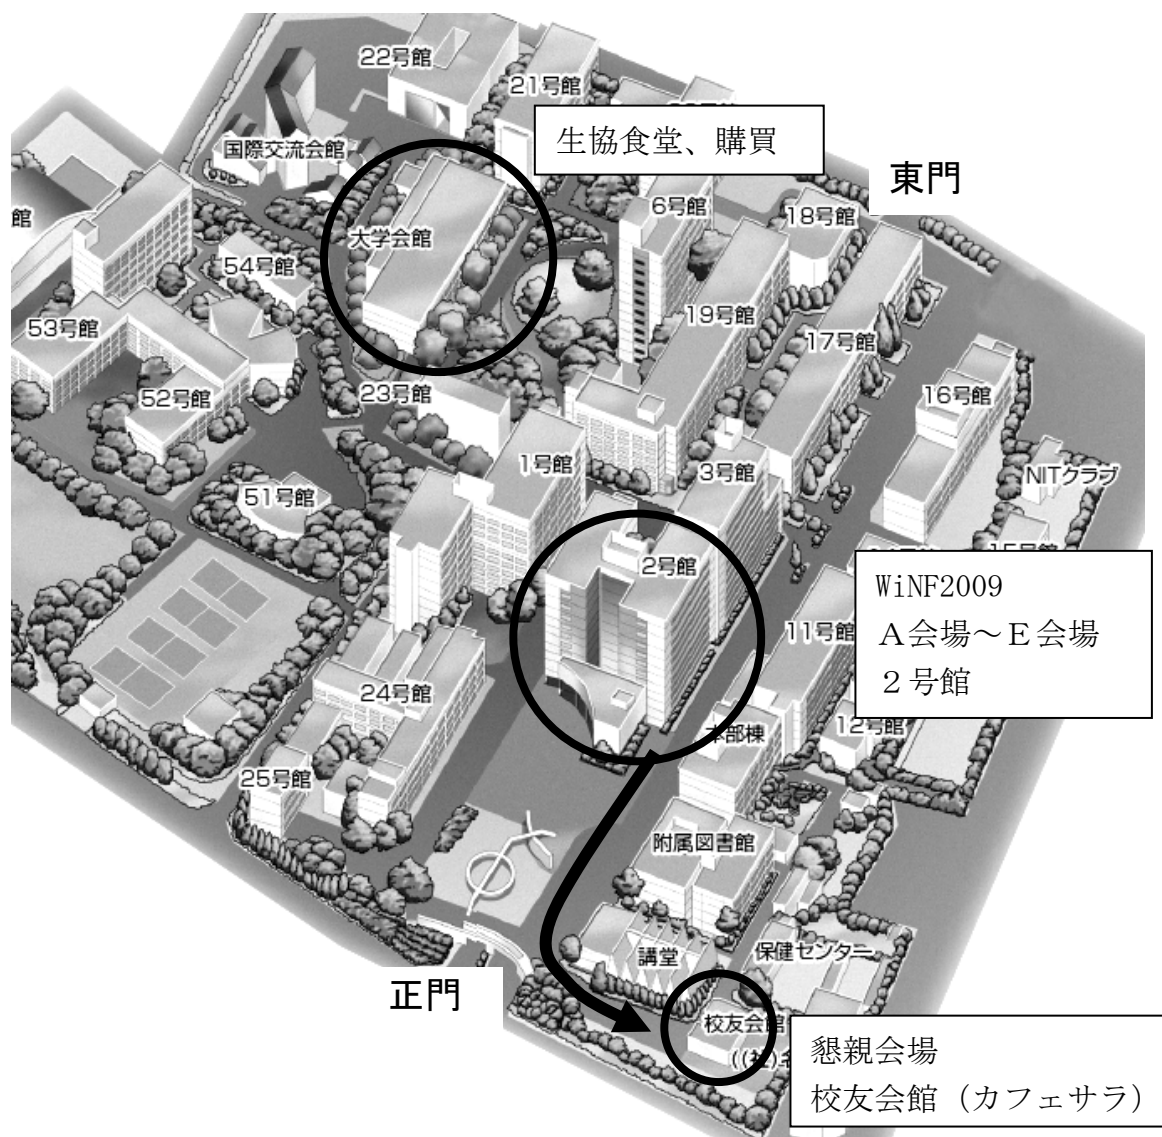 22号館
21号館
生協食堂、購買
国際交流会館
東門
館
大学会館
6号館
18号館
54号館
19号館
53号館
17号館
52号館
23号館
16号館
1号館
3号館
NITクラブ
51号館
15号館
2号館
WiNF2009
A会場~E会場
2号館
11号館
24号館
本部棟
12号館
25号館
附属図書館
講堂
保健センター
正門
校友会館
懇親会場
校友会館(カフェサラ)